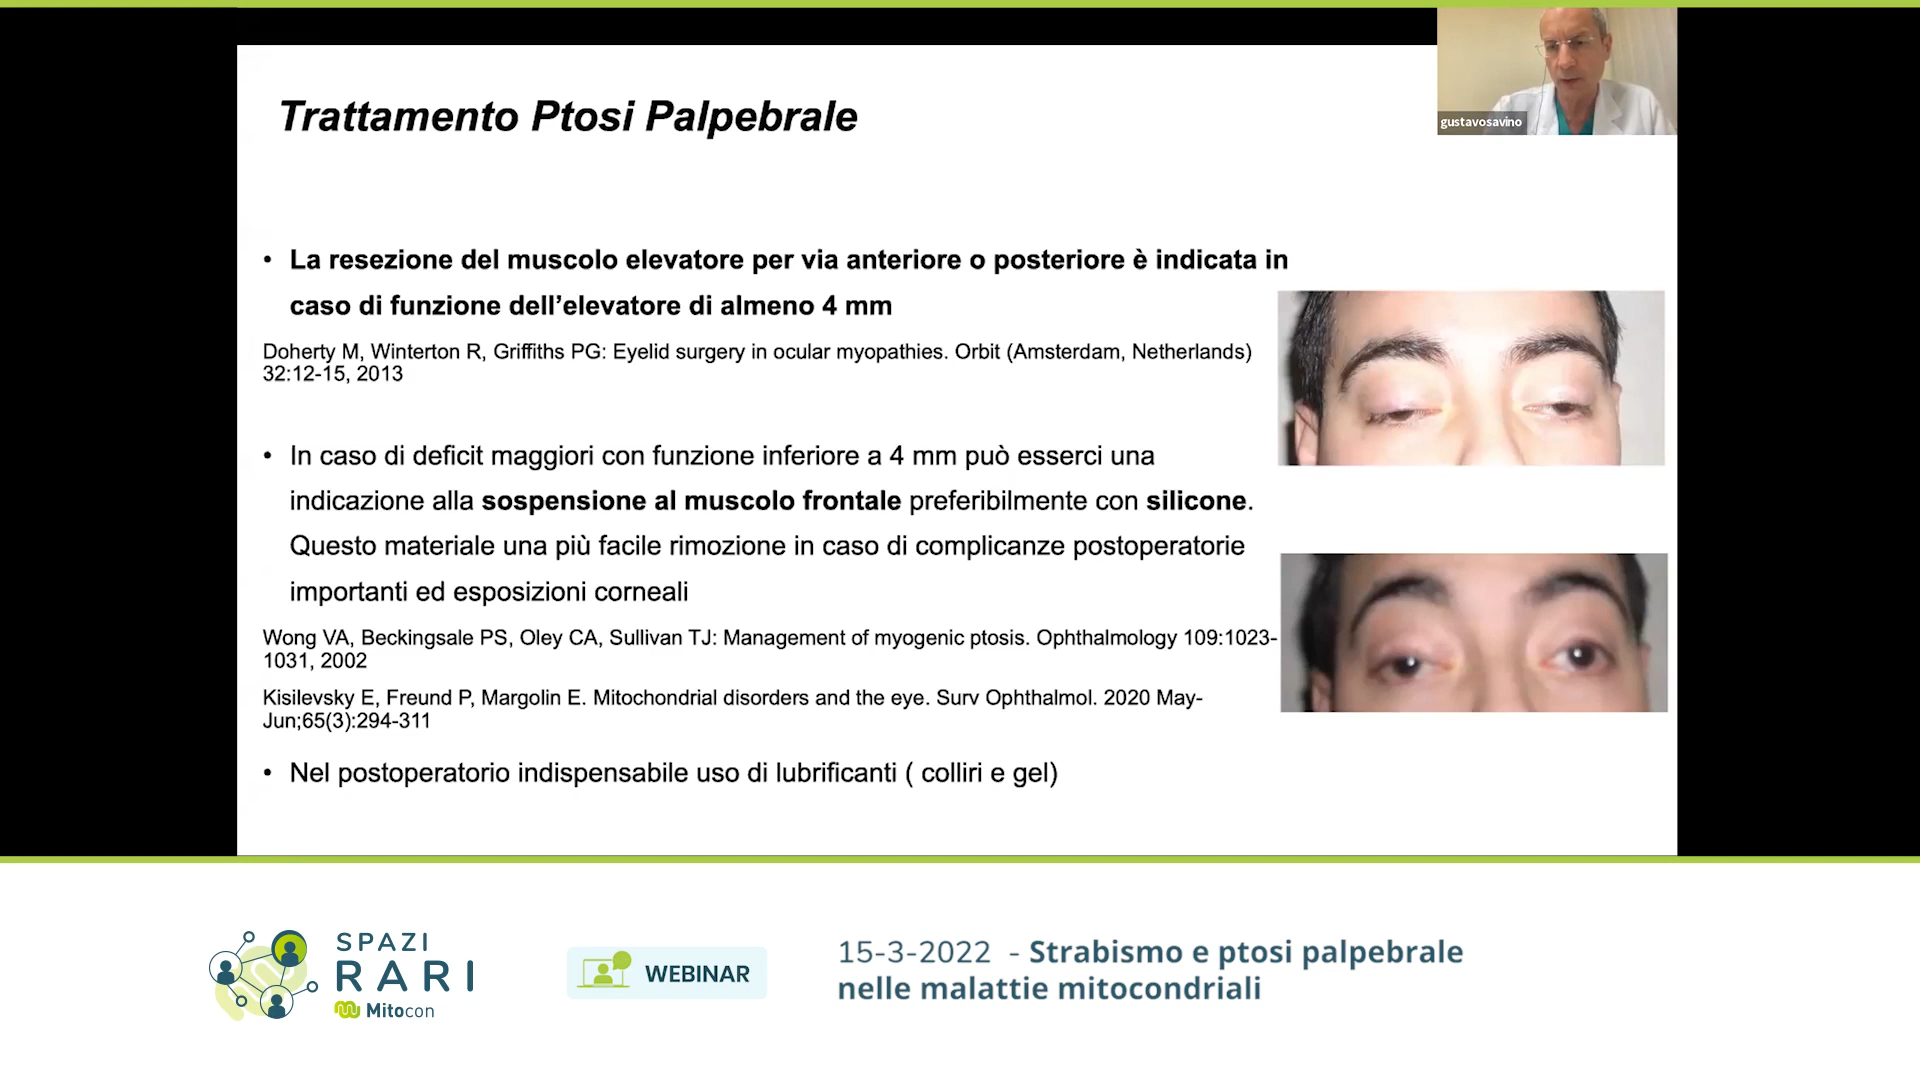 Trattamento Ptosi Palpebrale
gustavosavino
• La resezione del muscolo elevatore per via anteriore o posteriore è indicata in
caso di funzione dell’elevatore di almeno 4 mm
Doherty M, Winterton R, Griffiths PG: Eyelid surgery in ocular myopathies. Orbit (Amsterdam, Netherlands)
32:12-15, 2013
• In caso di deficit maggiori con funzione inferiore a 4 mm può esserci una
indicazione alla sospensione al muscolo frontale preferibilmente con silicone.
Questo materiale una più facile rimozione in caso di complicanze postoperatorie
importanti ed esposizioni corneali
Wong VA, Beckingsale PS, Oley CA, Sullivan TJ: Management of myogenic ptosis. Ophthalmology 109:1023-
1031, 2002
Kisilevsky E, Freund P, Margolin E. Mitochondrial disorders and the eye. Surv Ophthalmol. 2020 May-
Jun;65(3):294-311
• Nel postoperatorio indispensabile uso di lubrificanti ( colliri e gel)
SPAZI
RARI
Mitocon
WEBINAR
15-3-2022 - Strabismo e ptosi palpebrale
nelle malattie mitocondriali